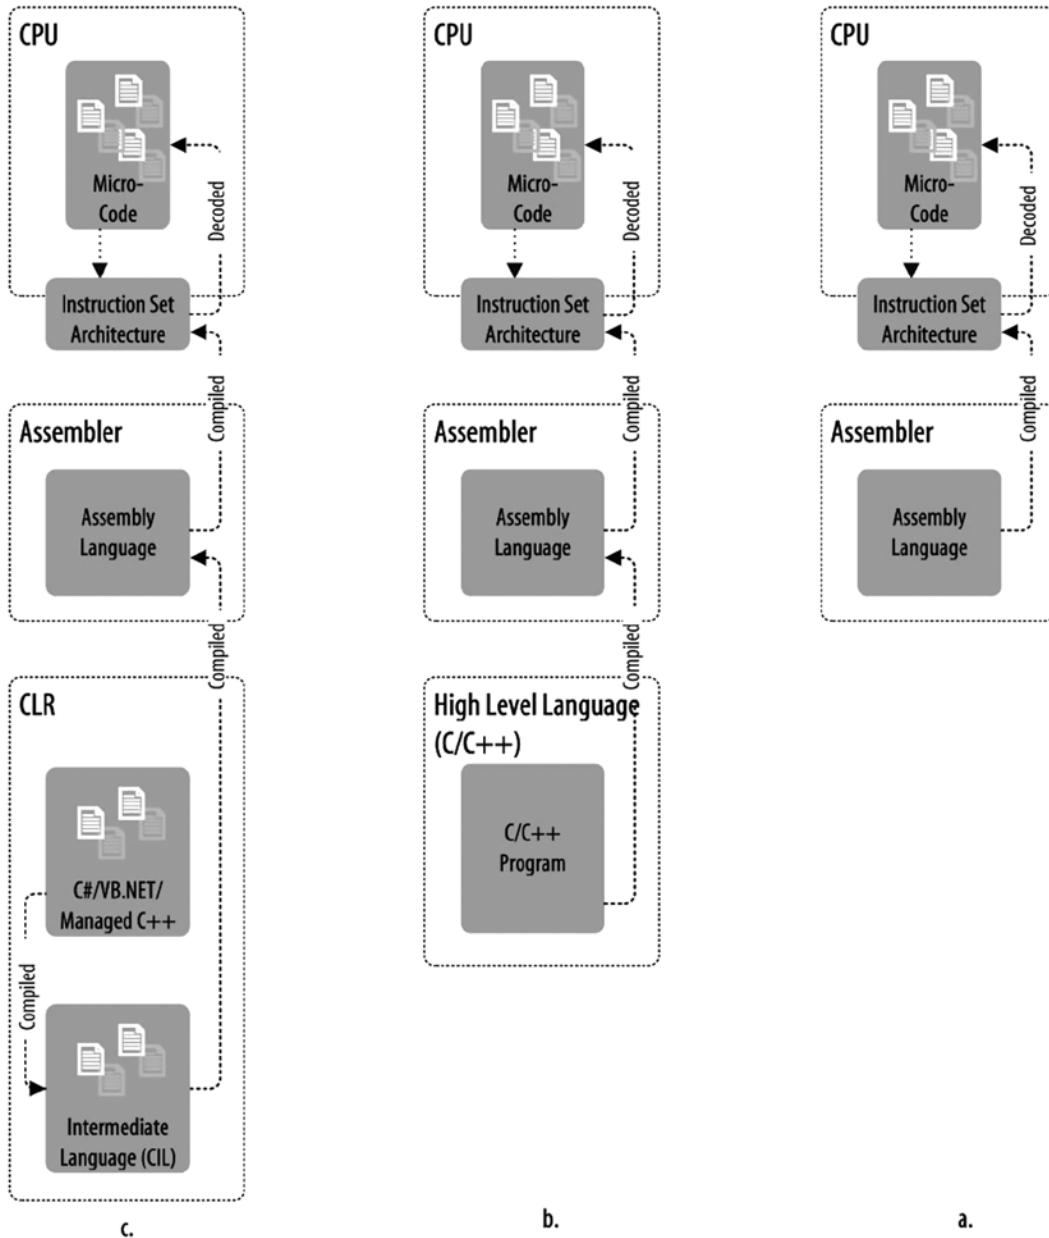 CPU
Micro-
Code
Decoded
Instruction Set
Architecture
Compiled
Assembler
Assembly
Language
Compiled
CLR
C#/VB.NET/
Managed C++
Compiled
Intermediate
Language (CIL)
c.
CPU
Micro-
Code
Decoded
Instruction Set
Architecture
Compiled
Assembler
Assembly
Language
Compiled
High Level Language
(C/C++)
C/C++
Program
b.
CPU
Micro-
Code
Decoded
Instruction Set
Architecture
Compiled
Assembler
Assembly
Language
a.